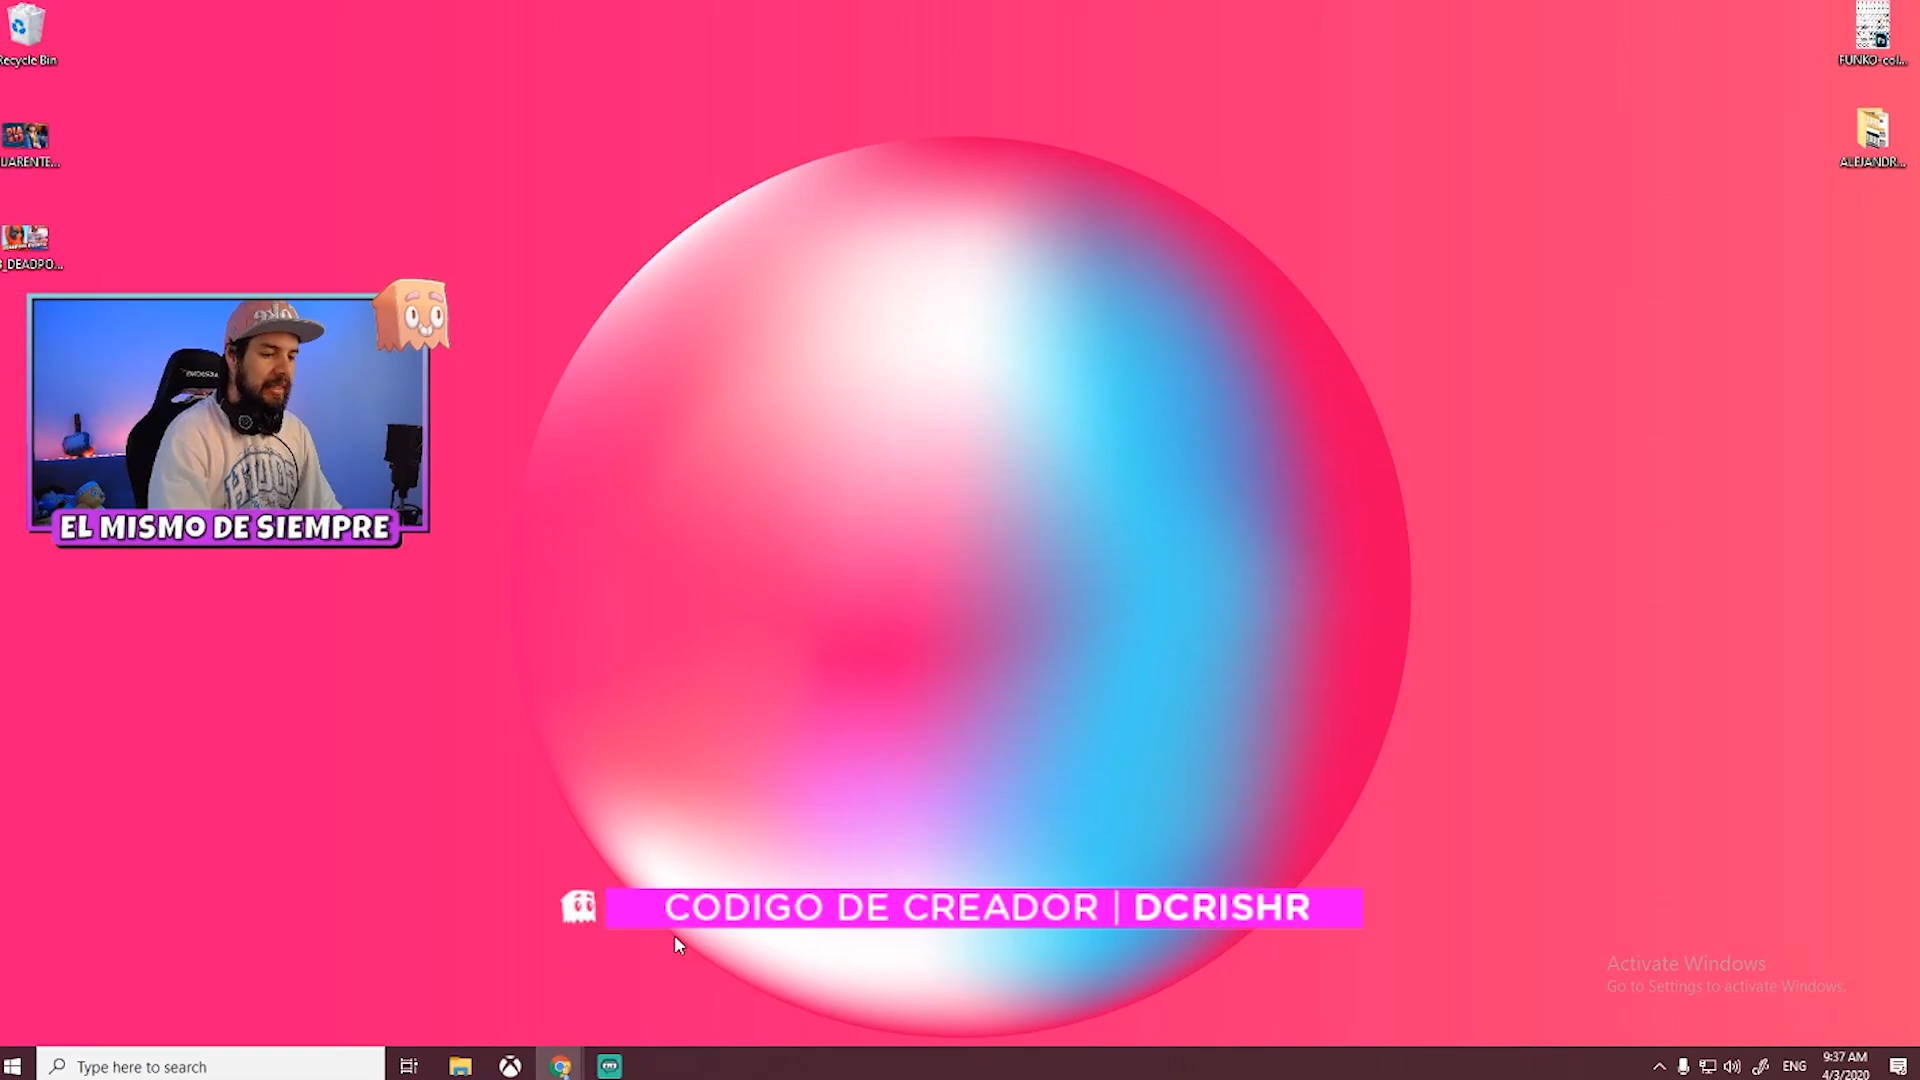 Recycle Bin
UARENTE...
_DEADPO...
FUNKO-col...
ALEJANDR...
EL MISMO DE SIEMPRE
CODIGO DE CREADOR | DCRISHR
Activate Windows
Go to Settings to activate Windows.
Type here to search
ENG
9:37 AM
4/3/2020